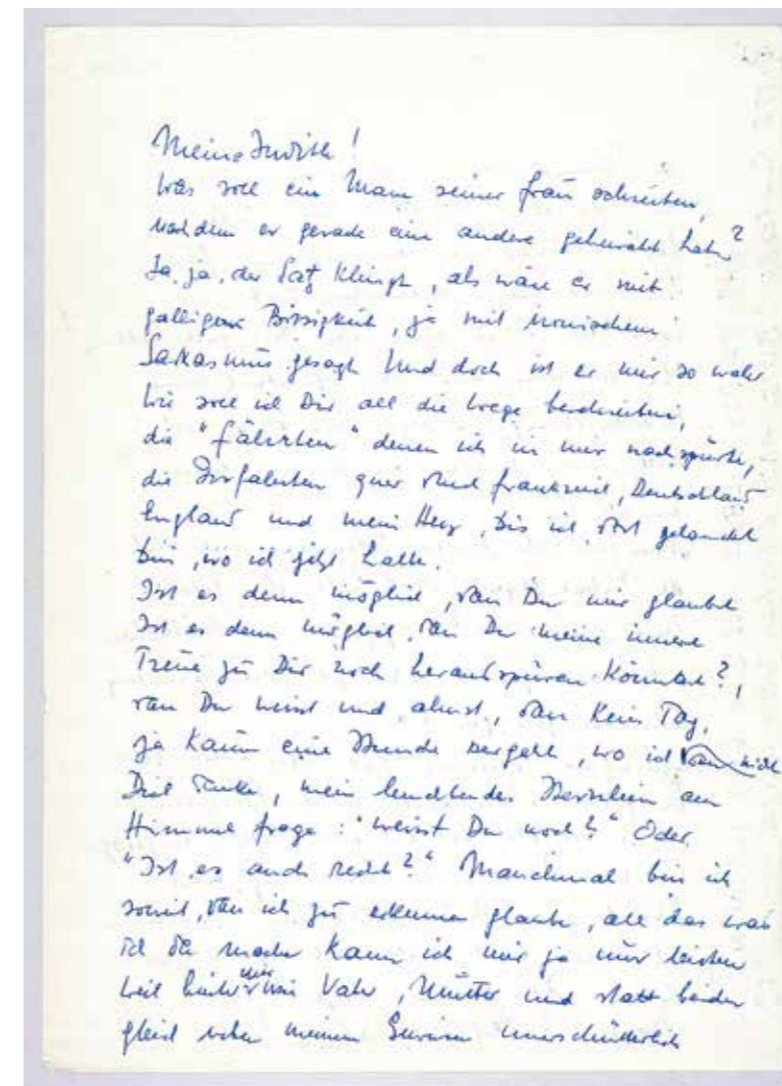 Meine Judith!
Was soll ein Mann seiner Frau schreiben,
nachdem er gerade eine andere geheiratet hat?
Ja, ja, der Satz klingt, als wäre er mit
galliger Bissigkeit, ja mit ironischem
Sarkasmus gesagt Und doch ist er mir so wahr
Wie soll ich Dir all die Wege beschreiben,
die "Fährten" denen ich in mir nachspürte,
die Irrfahrten quer durch Frankreich, Deutschland
England und mein Herz, bis ich dort gelandet
bin, wo ich jetzt halte.
Ist es denn möglich, dass Du mir glaubst
Ist es denn möglich, dass Du meine innere
Treue zu Dir noch herausspüren könntest?,
dass Du weisst und ahnst, dass kein Tag,
ja kaum eine Stunde vergeht, wo ich nicht
Dich denke, mein leuchtendes Sternlein am
Himmel frage: "weisst Du noch?" Oder
"Ist es auch recht?" Manchmal bin ich
soweit, dass ich zu erkennen glaube, all das was
ich da mache kann ich mir ja nur leisten
weil hinter mir Vater, Mutter und statt beider
gleich neben meinem unerschütterlich